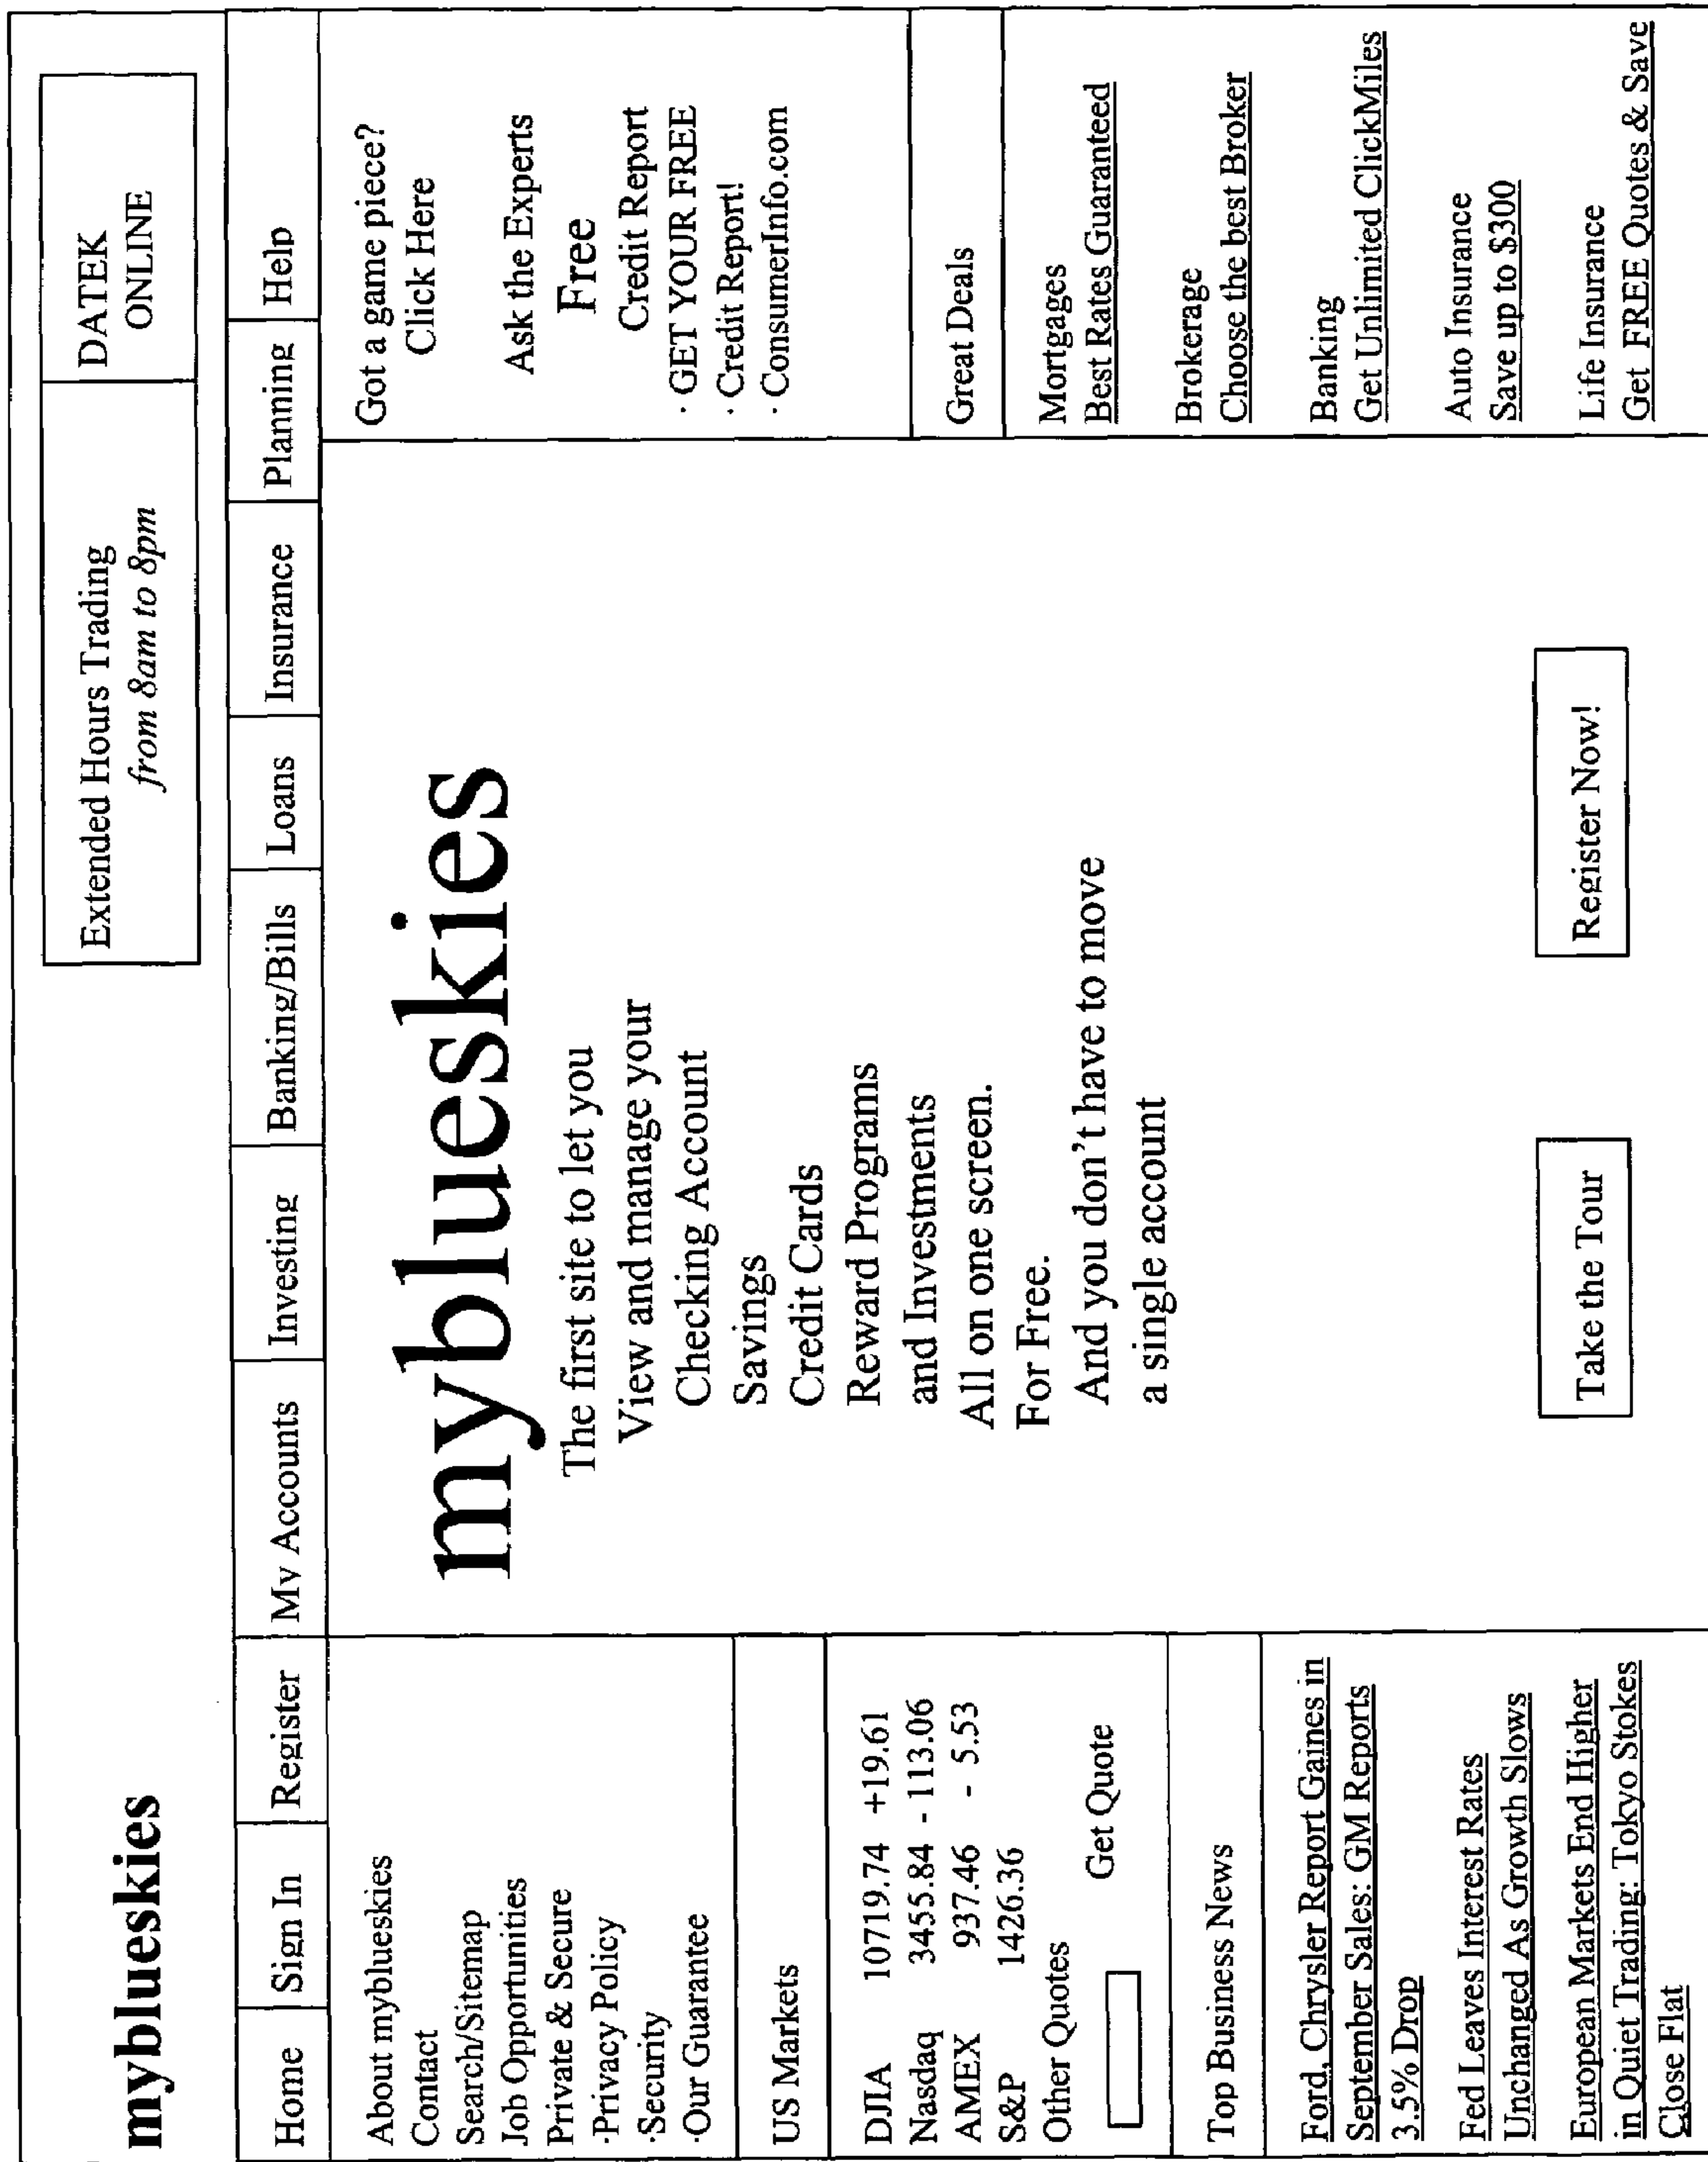 myblueskies
Extended Hours Trading
from 8am to 8pm
DATEK
ONLINE
Home Sign In Register My Accounts Investing Banking/Bills Loans Insurance Planning Help
About myblueskies
Contact
Search/Sitemap
Job Opportunities
Private & Secure
·Privacy Policy
·Security
·Our Guarantee
US Markets
DJIA 10719.74 +19.61
Nasdaq 3455.84 - 113.06
AMEX 937.46 - 5.53
S&P 1426.36
Other Quotes
Get Quote
Top Business News
Ford, Chrysler Report Gaines in
September Sales: GM Reports
3.5% Drop
Fed Leaves Interest Rates
Unchanged As Growth Slows
European Markets End Higher
in Quiet Trading: Tokyo Stokes
Close Flat
myblueskies
The first site to let you
View and manage your
Checking Account
Savings
Credit Cards
Reward Programs
and Investments
All on one screen.
For Free.
And you don't have to move
a single account
Take the Tour
Register Now!
Got a game piece?
Click Here
Ask the Experts
Free
Credit Report
· GET YOUR FREE
· Credit Report!
· ConsumerInfo.com
Great Deals
Mortgages
Best Rates Guaranteed
Brokerage
Choose the best Broker
Banking
Get Unlimited ClickMiles
Auto Insurance
Save up to $300
Life Insurance
Get FREE Quotes & Save